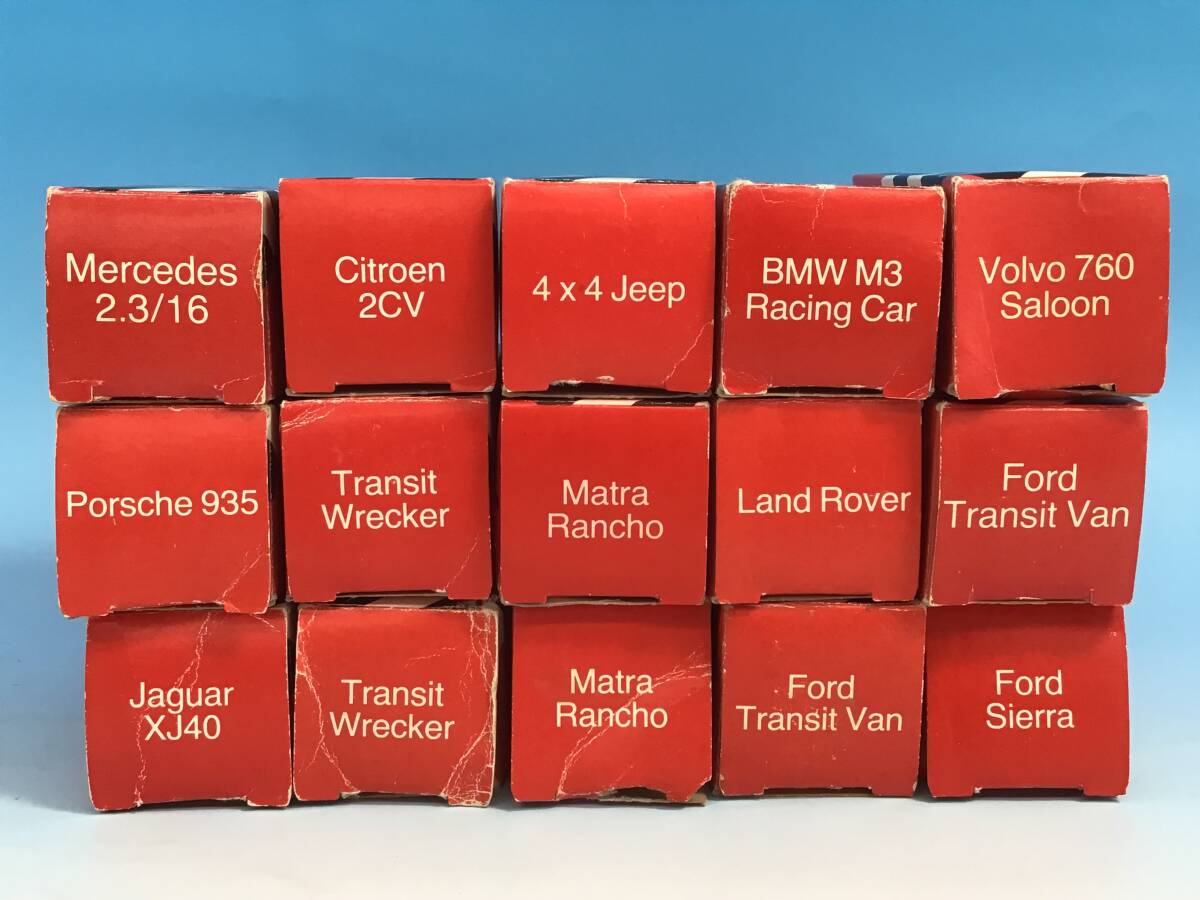 Mercedes
2.3/16
Citroen
2CV
4 x 4 Jeep
BMW M3
Racing Car
Volvo 760
Saloon
Porsche 935
Transit
Wrecker
Matra
Rancho
Land Rover
Ford
Transit Van
Jaguar
XJ40
Transit
Wrecker
Matra
Rancho
Ford
Transit Van
Ford
Sierra